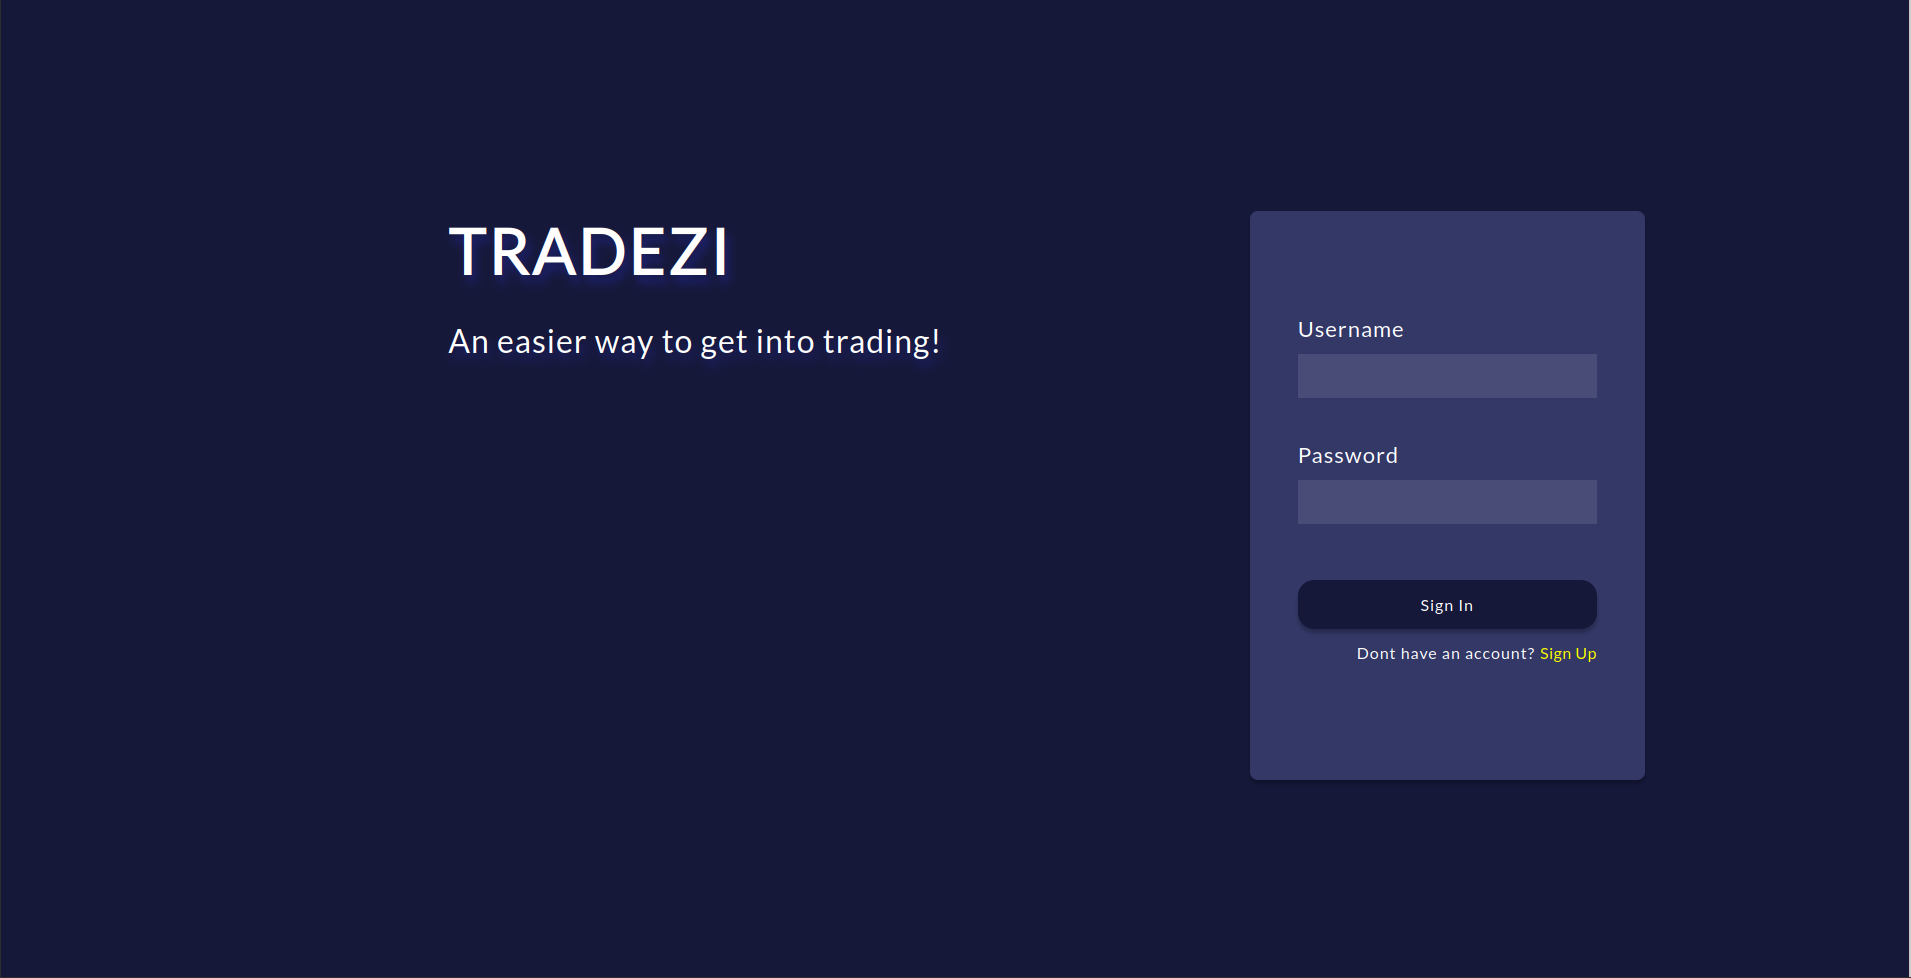 TRADEZI
An easier way to get into trading!
Username
Password
Sign In
Dont have an account? Sign Up